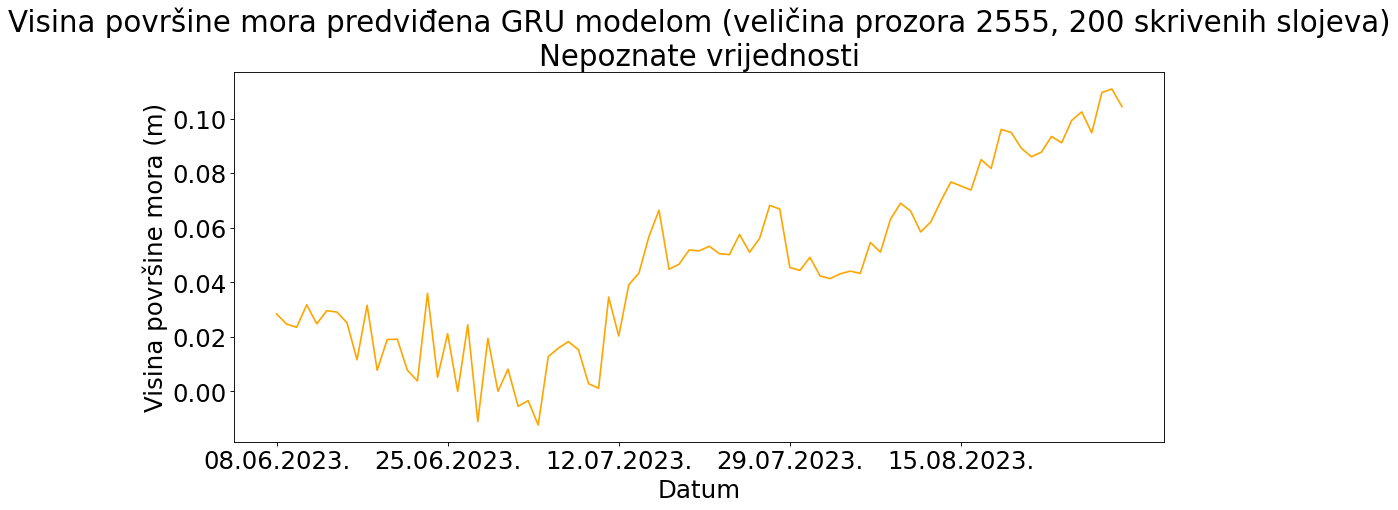 Visina površine mora predviđena GRU modelom (veličina prozora 2555, 200 skrivenih slojeva)
Nepoznate vrijednosti
Visina površine mora (m)
0.10
0.08
0.06
0.04
0.02
0.00
08.06.2023. 25.06.2023. 12.07.2023. 29.07.2023. 15.08.2023.
Datum